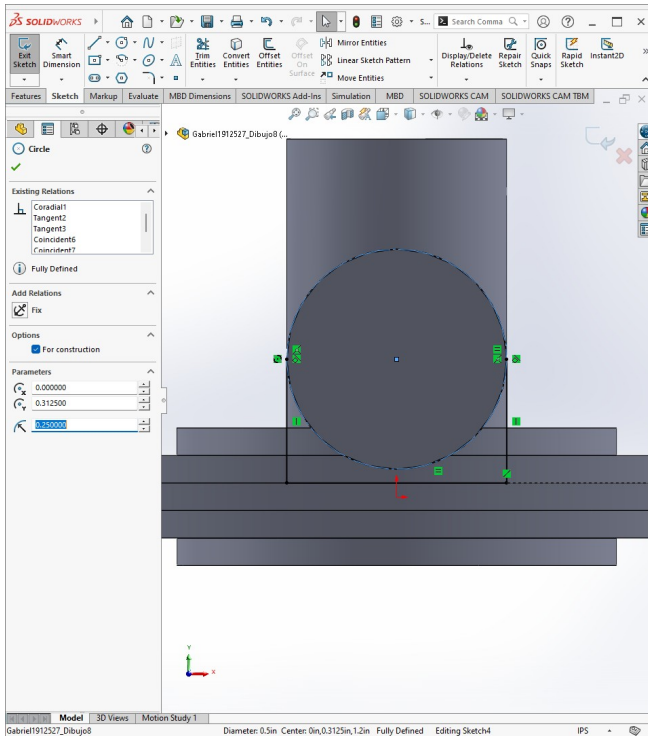 SOLIDWORKS
S...
Search Comma
Exit Sketch
Smart Dimension
Trim Entities
Convert Entities
Offset Entities
Offset On Surface
Mirror Entities
Linear Sketch Pattern
Move Entities
Display/Delete Relations
Repair Sketch
Quick Snaps
Rapid Sketch
Instant2D
Features Sketch Markup Evaluate MBD Dimensions SOLIDWORKS Add-Ins Simulation MBD SOLIDWORKS CAM SOLIDWORKS CAM TBM
Gabriel1912527_Dibujo8 (...
Circle
Existing Relations
Coradial1
Tangent2
Tangent3
Coincident6
Coincident7
Fully Defined
Add Relations
Fix
Options
For construction
Parameters
0.000000
0.312500
0.250000
Y
X
Model 3D Views Motion Study 1
Gabriel1912527_Dibujo8 Diameter: 0.5in Center: 0in,0.3125in,1.2in Fully Defined Editing Sketch4 IPS